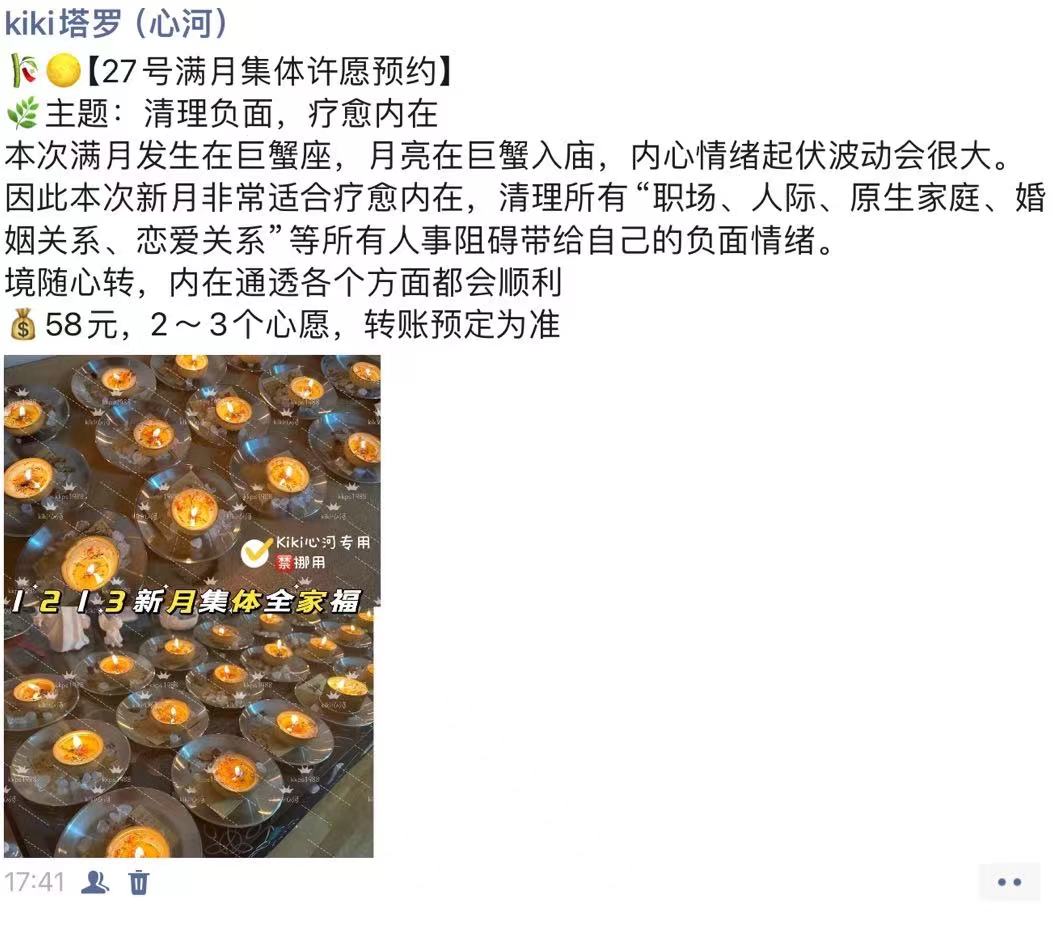 kiki塔罗（心河）
🎋🌕【27号满月集体许愿预约】
🌿主题：清理负面，疗愈内在
本次满月发生在巨蟹座，月亮在巨蟹入庙，内心情绪起伏波动会很大。
因此本次新月非常适合疗愈内在，清理所有“职场、人际、原生家庭、婚
姻关系、恋爱关系”等所有人事阻碍带给自己的负面情绪。
境随心转，内在通透各个方面都会顺利
💰58元，2～3个心愿，转账预定为准
Kiki心河专用
禁挪用
1213新月集体全家福
kkps1988
kiki心河
17:41